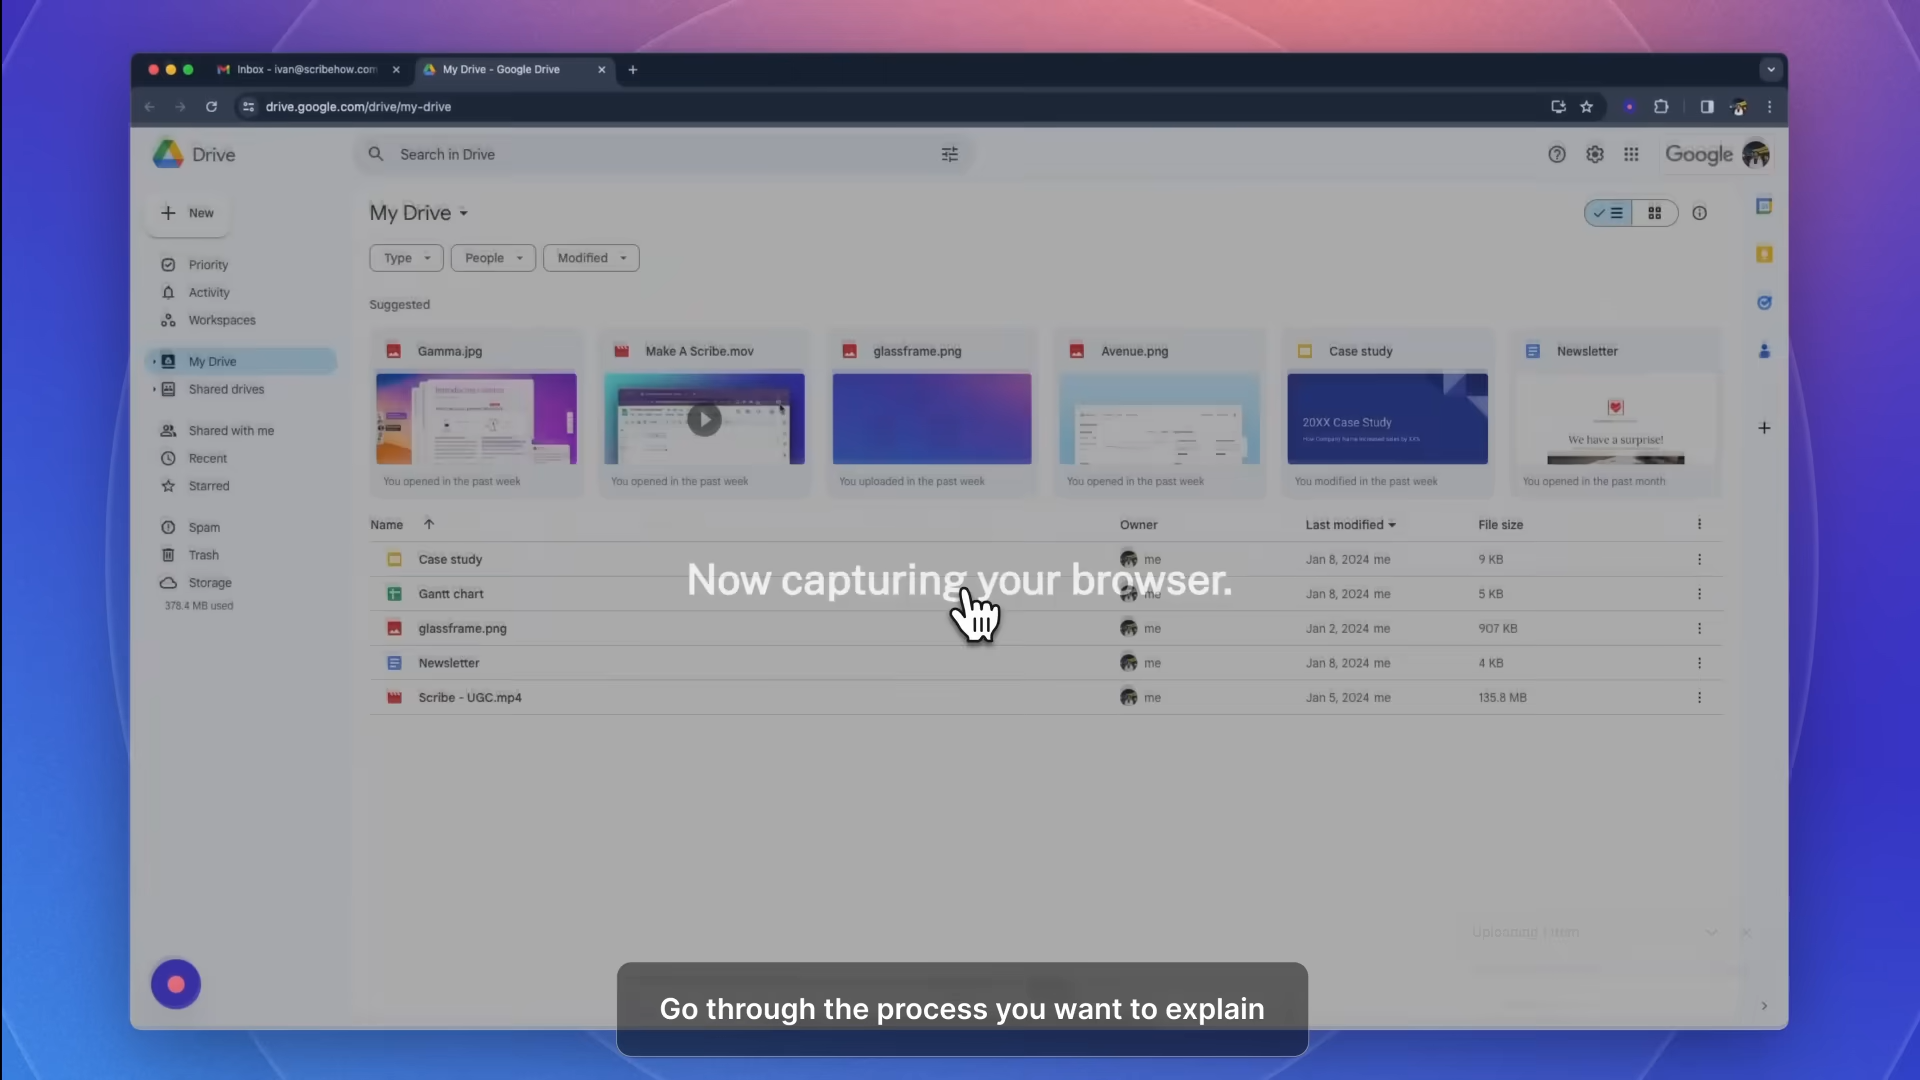 Inbox - ivan@scribehow.com
My Drive - Google Drive
drive.google.com/drive/my-drive
Drive
Search in Drive
Google
New
My Drive
Type
People
Modified
Priority
Activity
Workspaces
My Drive
Shared drives
Shared with me
Recent
Starred
Spam
Trash
Storage
378.4 MB used
Suggested
Gamma.jpg
You opened in the past week
Make A Scribe.mov
You opened in the past week
glassframe.png
You uploaded in the past week
Avenue.png
You opened in the past week
Case study
20XX Case Study
You modified in the past week
Newsletter
We have a surprise!
You opened in the past month
Name Owner Last modified File size
Case study me Jan 8, 2024 me 9 KB
Gantt chart me Jan 8, 2024 me 5 KB
glassframe.png me Jan 2, 2024 me 907 KB
Newsletter me Jan 8, 2024 me 4 KB
Scribe - UGC.mp4 me Jan 5, 2024 me 135.8 MB
Now capturing your browser.
Uploading 1 item
Go through the process you want to explain